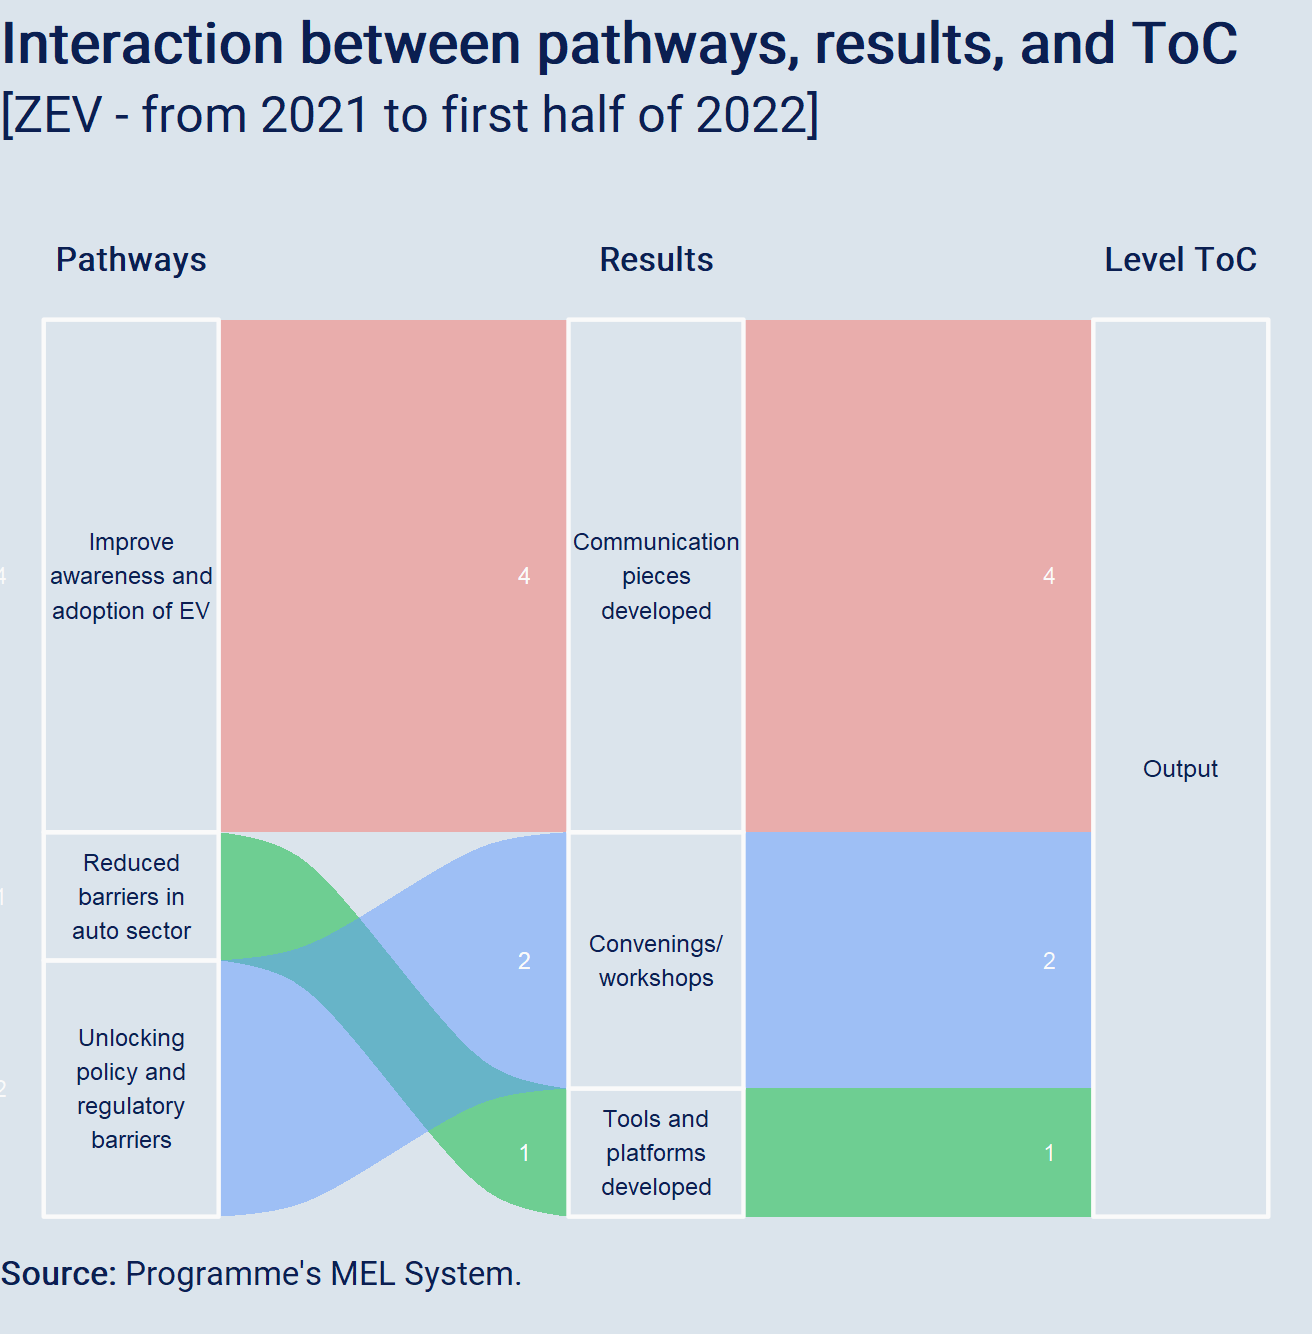 Interaction between pathways, results, and ToC
[ZEV - from 2021 to first half of 2022]
Pathways
Results
Level ToC
Improve
awareness and
adoption of EV
4
4
Communication
pieces
developed
4
Output
Reduced
barriers in
auto sector
1
Unlocking
policy and
regulatory
barriers
2
2
Convenings/
workshops
2
1
Tools and
platforms
developed
1
Source: Programme's MEL System.